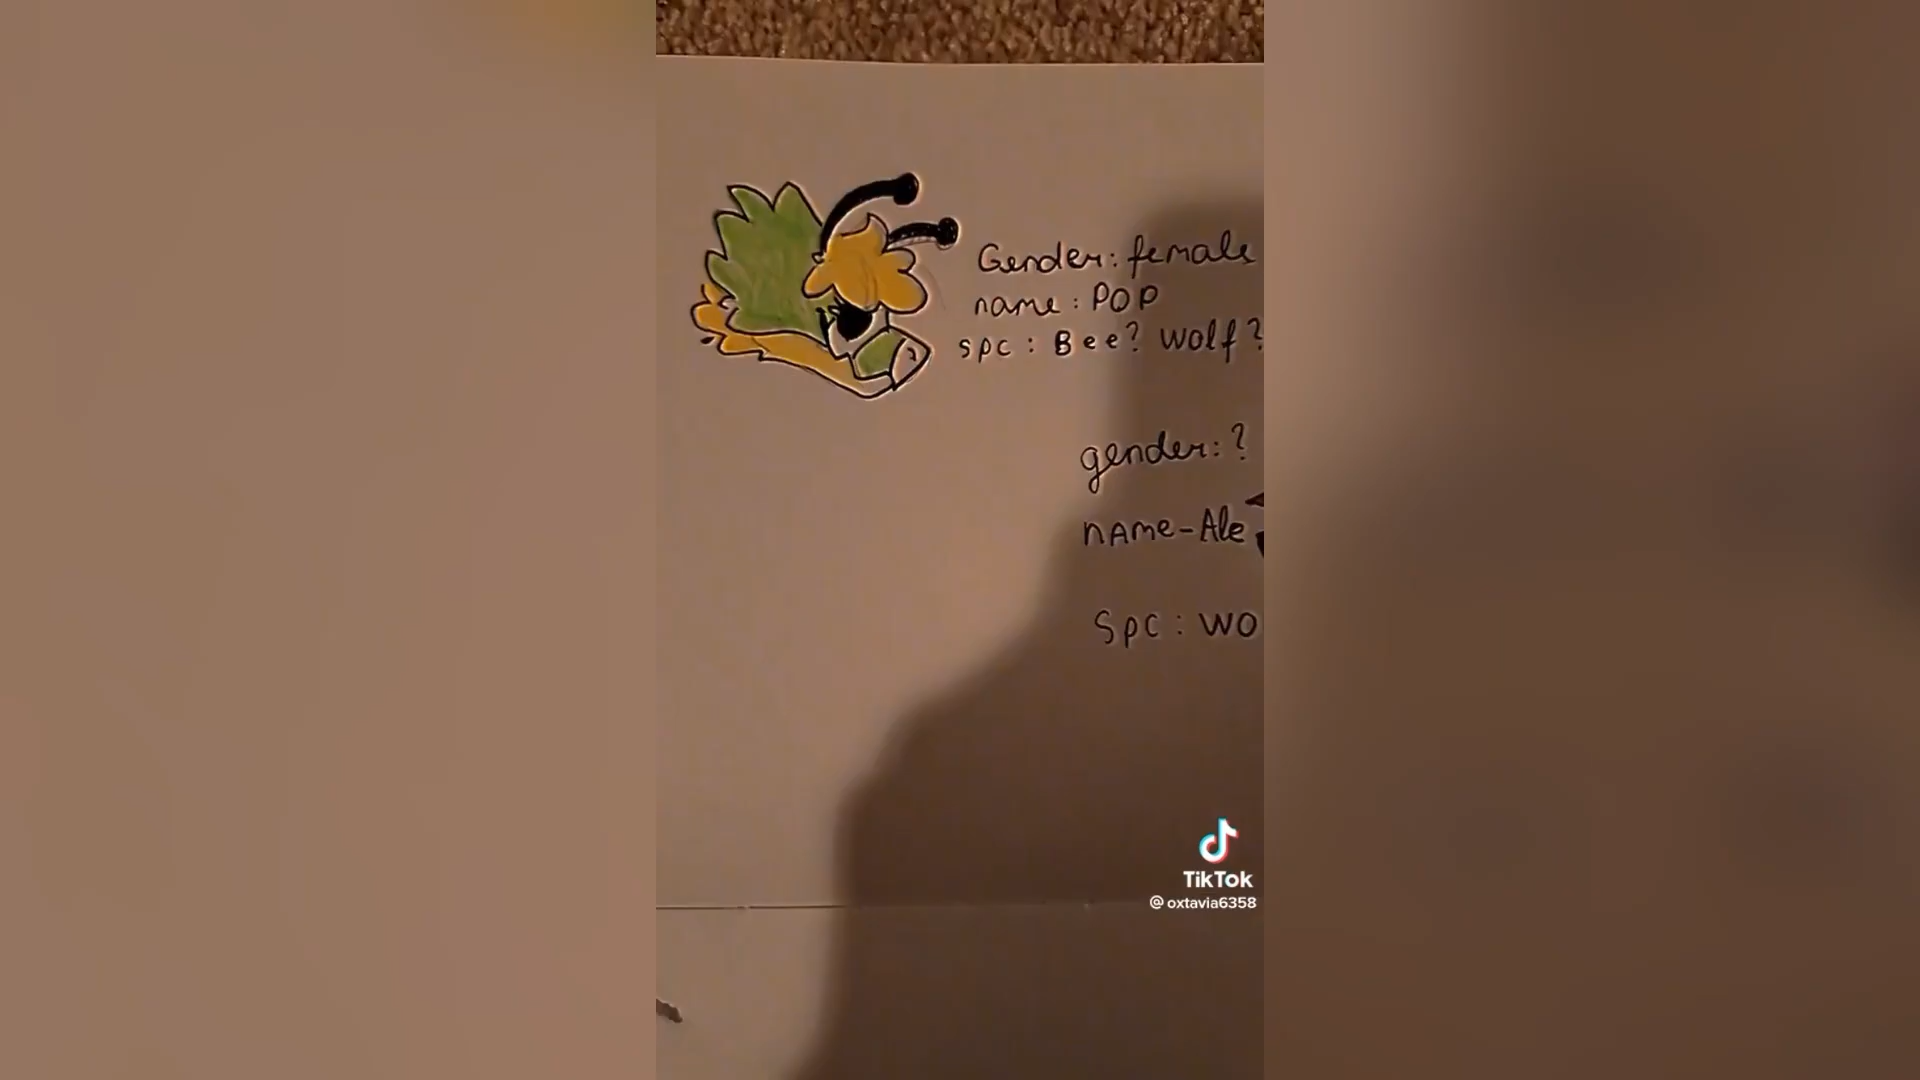 Gender: female
name: POP
spc: Bee? wolf?
gender:?
nAme-Ale
Spc: wo
TikTok
@oxtavia6358